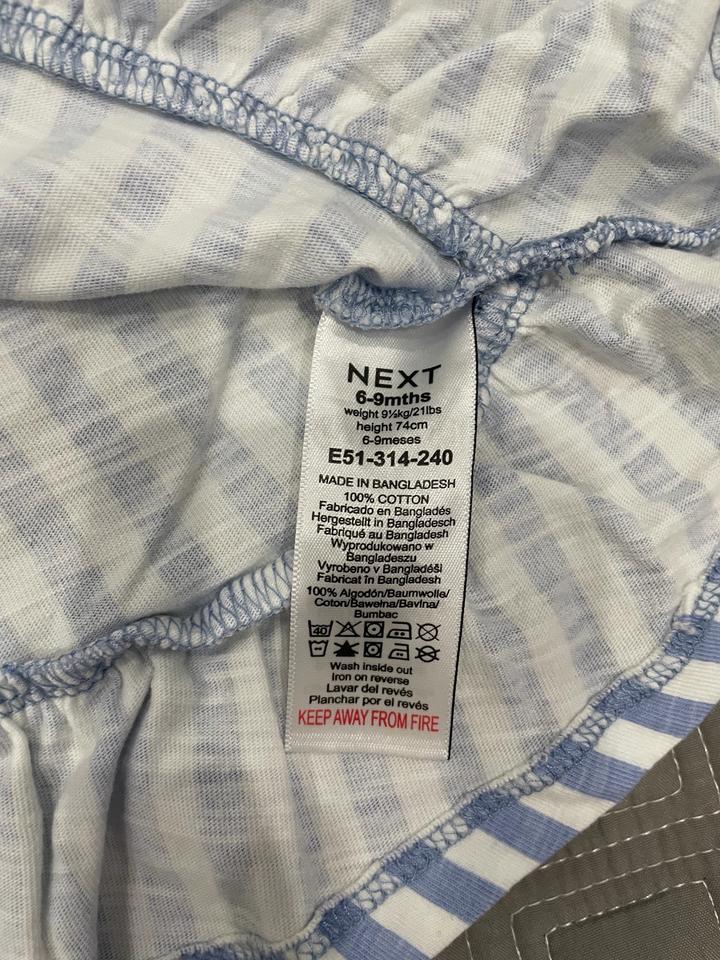 NEXT
6-9mths
weight 9½kg/21lbs
height 74cm
6-9meses
E51-314-240
MADE IN BANGLADESH
100% COTTON
Fabricado en Bangladés
Hergestellt in Bangladesch
Fabriqué au Bangladesh
Wyprodukowano w
Bangladeszu
Vyrobeno v Bangladéši
Fabricat în Bangladesh
100% Algodón/Baumwolle/
Coton/Bawełna/Bavlna/
Bumbac
40
Wash inside out
Iron on reverse
Lavar del revés
Planchar por el revés
KEEP AWAY FROM FIRE